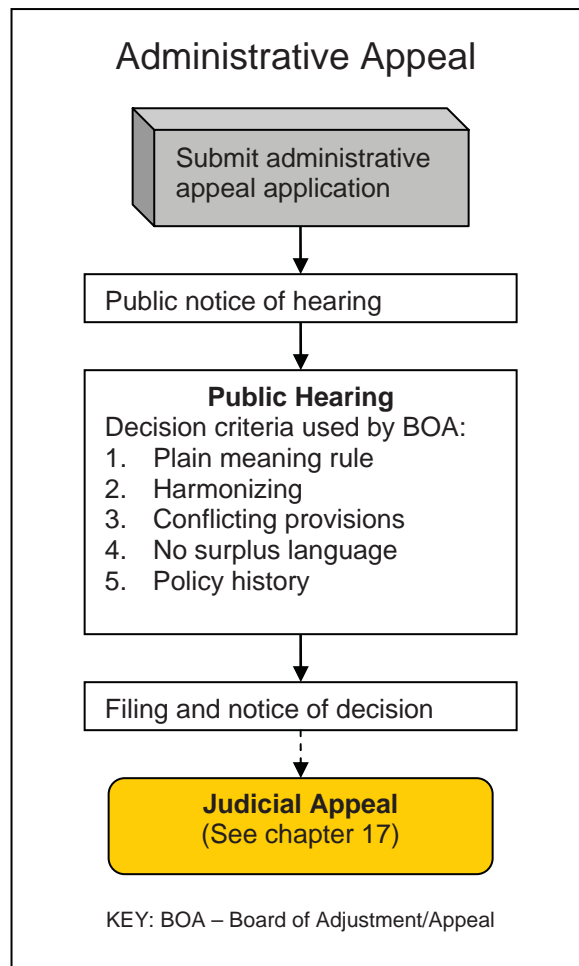 Administrative Appeal
Submit administrative
appeal application
Public notice of hearing
Public Hearing
Decision criteria used by BOA:
1. Plain meaning rule
2. Harmonizing
3. Conflicting provisions
4. No surplus language
5. Policy history
Filing and notice of decision
Judicial Appeal
(See chapter 17)
KEY: BOA – Board of Adjustment/Appeal